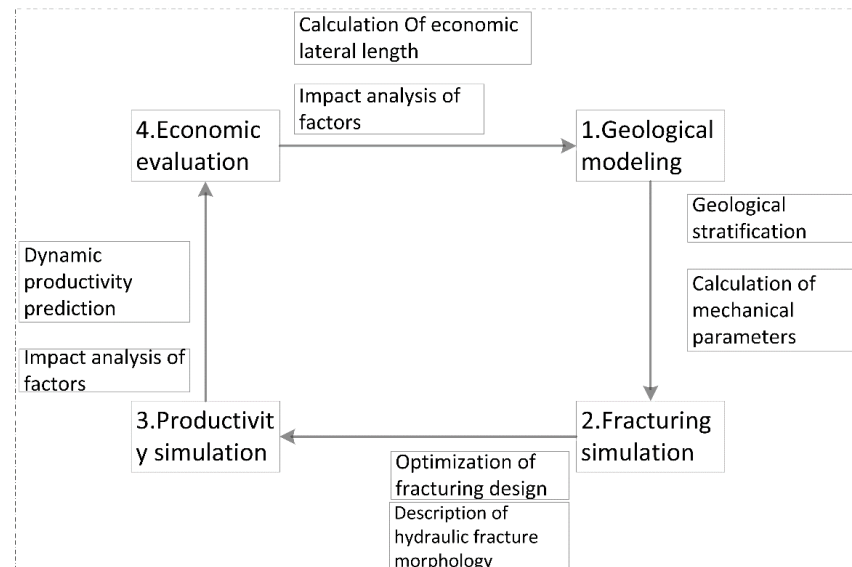 Calculation Of economic
lateral length
Impact analysis of
factors
4.Economic
evaluation
1.Geological
modeling
Geological
stratification
Calculation of
mechanical
parameters
Dynamic
productivity
prediction
Impact analysis of
factors
3.Productivit
y simulation
2.Fracturing
simulation
Optimization of
fracturing design
Description of
hydraulic fracture
morphology